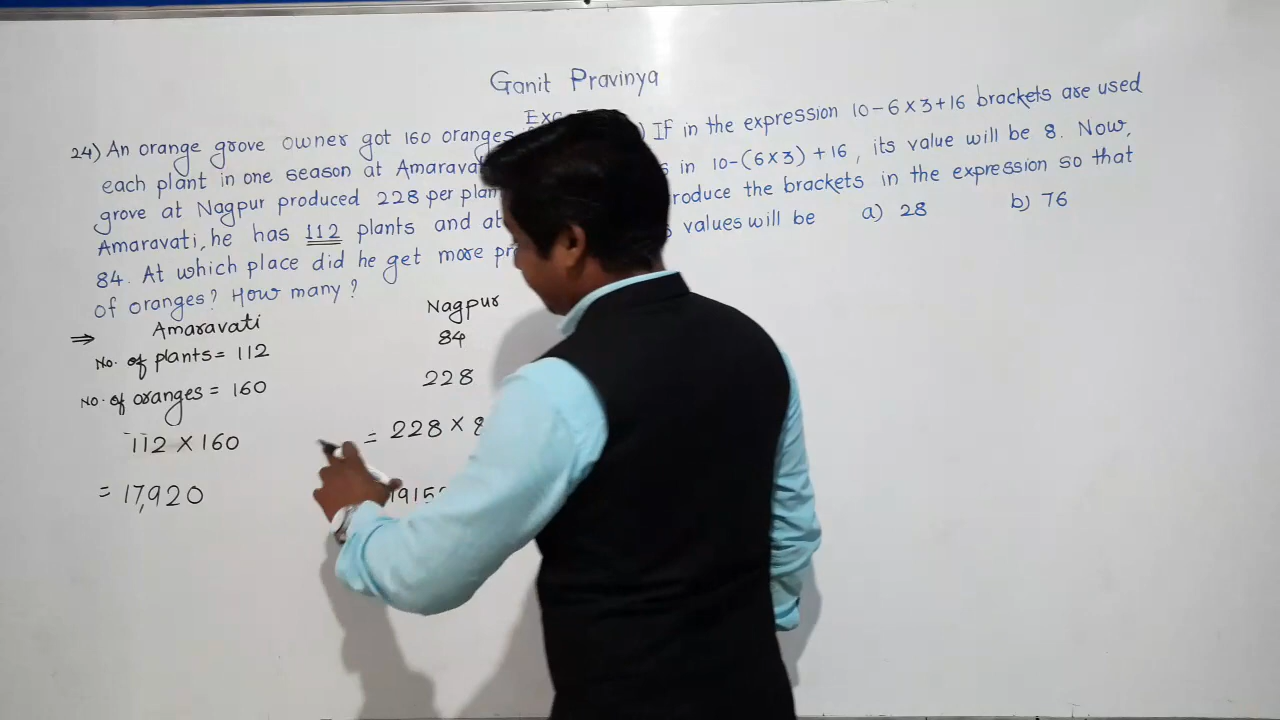 Ganit Pravinya
24) An orange grove owner got 160 oranges
each plant in one season at
grove at Nagpur produced 228 per
Amaravati, he has 112 plants and at
84. At which place did he get more
of oranges? How many?
If in the expression 10-6×3+16 brackets are used
in 10-(6×3)+16, its value will be 8. Now,
the brackets in the expression so that
values will be a) 28 b) 76
⇒ Amaravati Nagpur
No. of plants = 112 84
No. of oranges = 160 228
112 × 160 = 228 ×
= 17,920